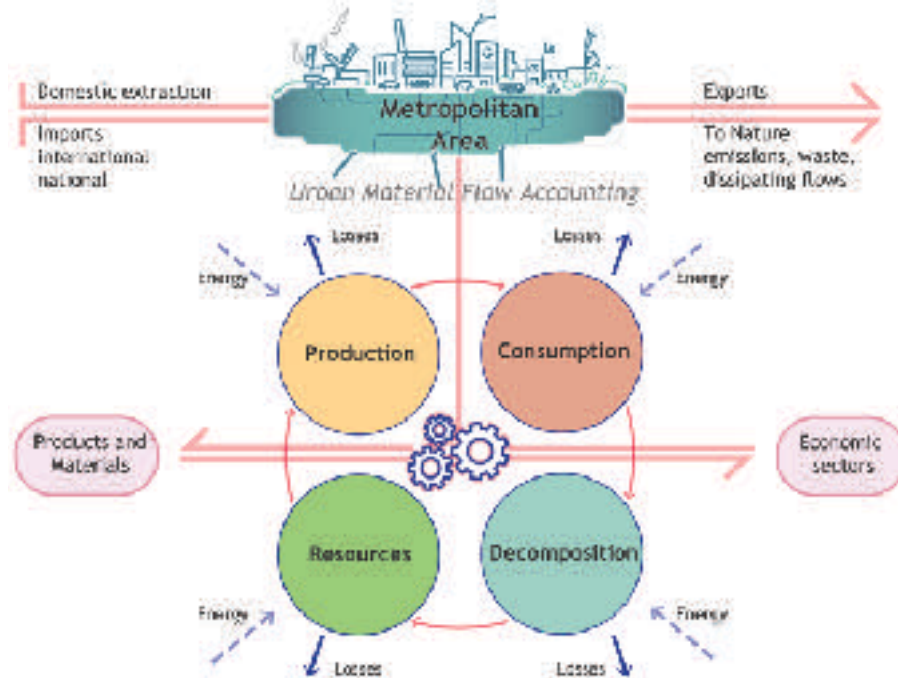 Domestic extraction
Imports
international
national
Metropolitan
Area
Exports
To Nature
emissions, waste,
dissipating flows
Urban Material Flow Accounting
Losses
Losses
Energy
Energy
Production
Consumption
Products and
Materials
Economic
sectors
Resources
Decomposition
Energy
Energy
Losses
Losses